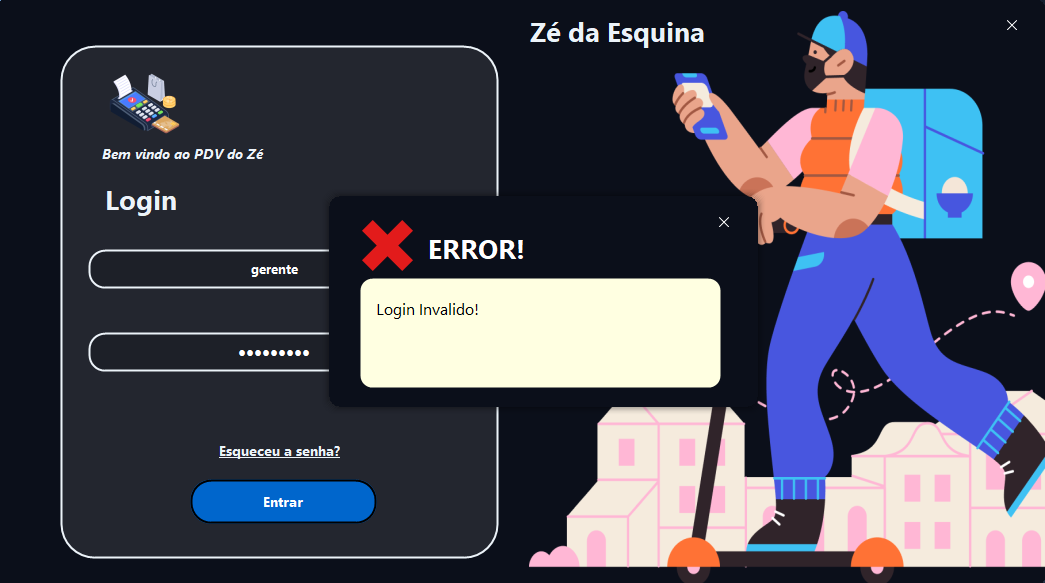 Zé da Esquina
Bem vindo ao PDV do Zé
Login
gerente
•••••••••
ERROR!
Login Invalido!
Esqueceu a senha?
Entrar